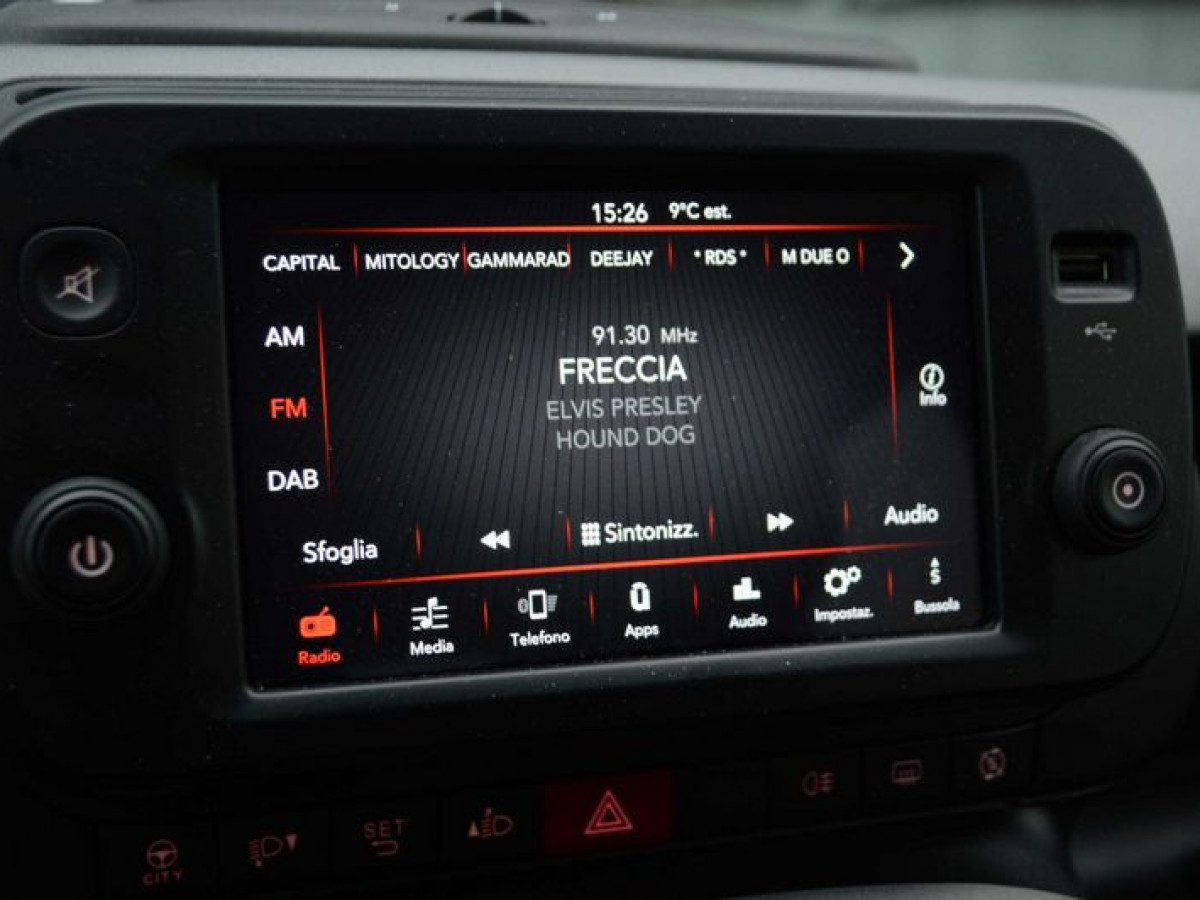 15:26 9°C est.
CAPITAL MITOLOGY GAMMARAD DEEJAY *RDS* M DUE O
AM
91.30 MHz
FRECCIA
FM
ELVIS PRESLEY
HOUND DOG
Info
DAB
Sfoglia Sintonizz. Audio
Radio Media Telefono Apps Audio Impostaz. S Bussola
CITY
SET